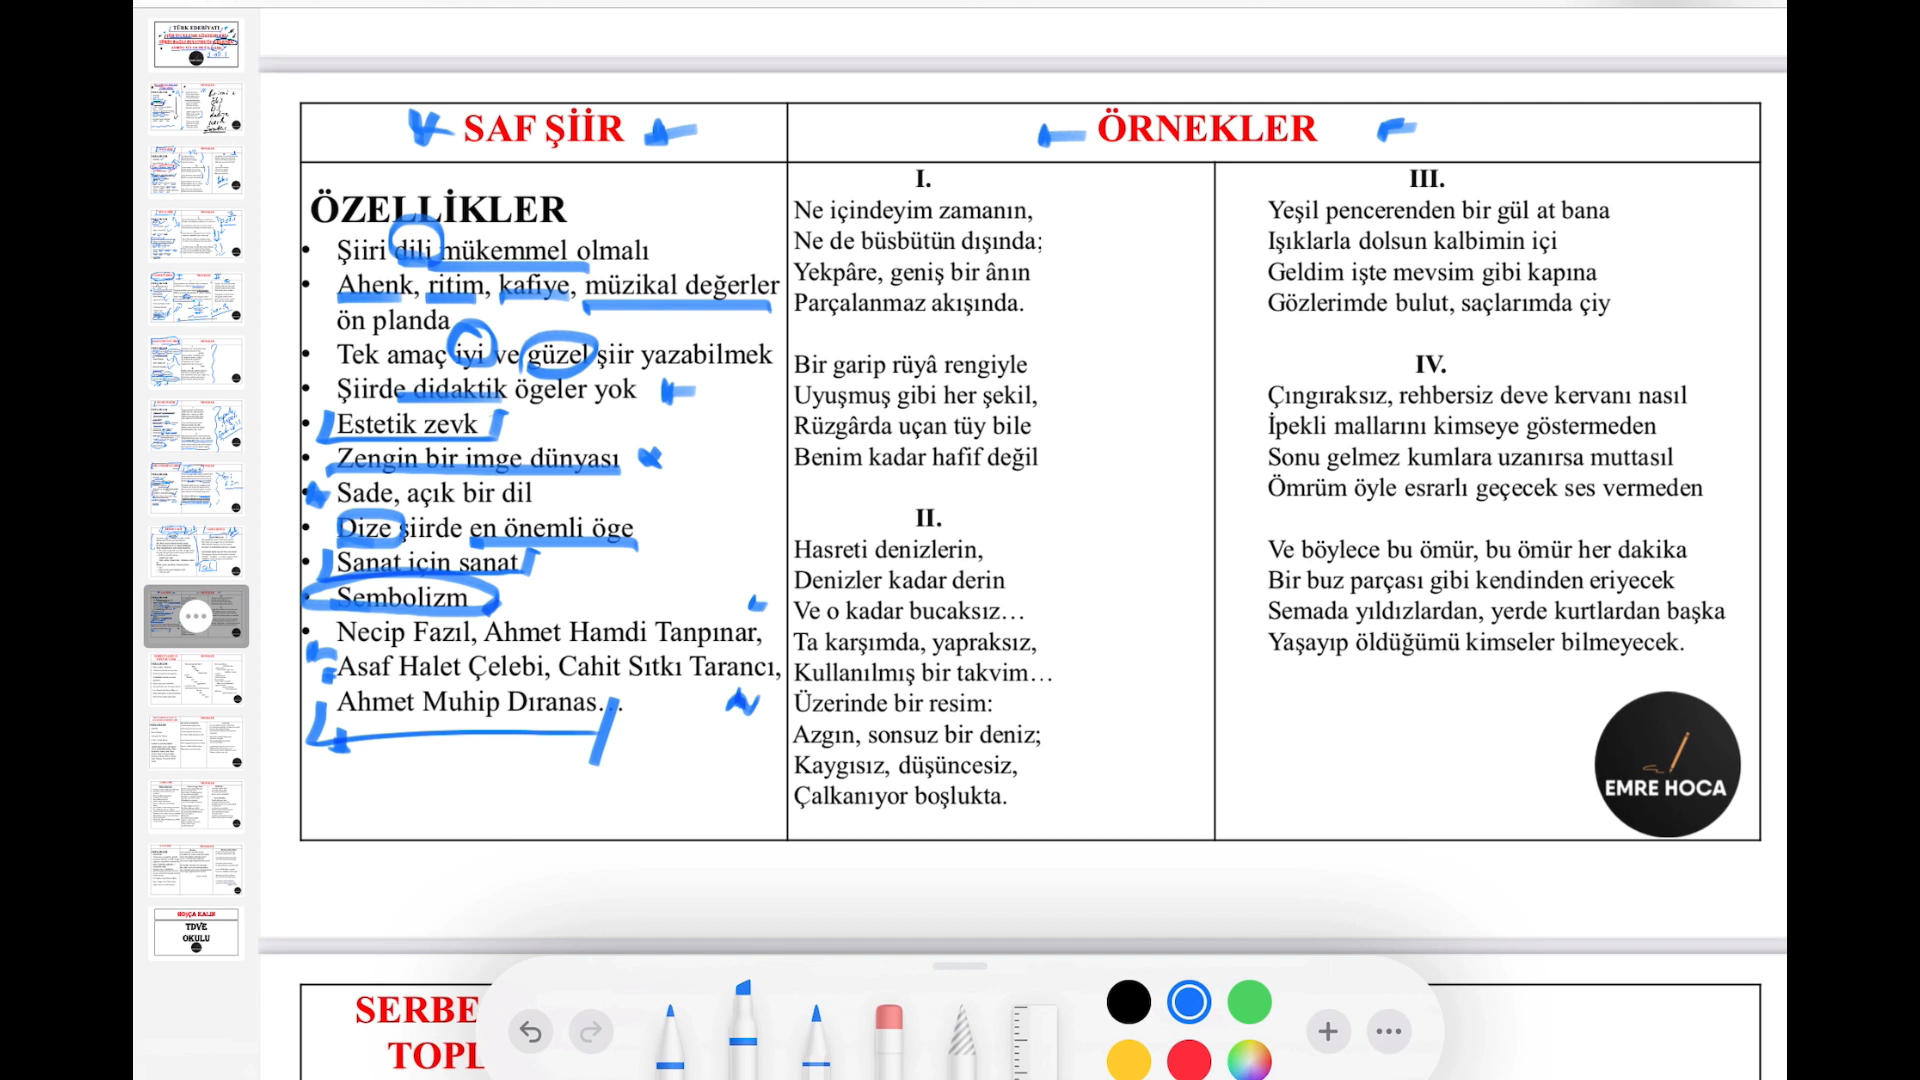 TÜRK EDEBİYATI
SAF ŞİİR
ÖRNEKLER
ÖZELLİKLER
• Şiiri dili mükemmel olmalı
• Ahenk, ritim, kafiye, müzikal değerler
ön planda
• Tek amaç iyi ve güzel şiir yazabilmek
• Şiirde didaktik ögeler yok
• Estetik zevk
• Zengin bir imge dünyası
• Sade, açık bir dil
• Dize şiirde en önemli öge
• Sanat için sanat
• Sembolizm
• Necip Fazıl, Ahmet Hamdi Tanpınar,
Asaf Halet Çelebi, Cahit Sıtkı Tarancı,
Ahmet Muhip Dıranas…
I.
Ne içindeyim zamanın,
Ne de büsbütün dışında;
Yekpâre, geniş bir ânın
Parçalanmaz akışında.
Bir garip rüyâ rengiyle
Uyuşmuş gibi her şekil,
Rüzgârda uçan tüy bile
Benim kadar hafif değil
II.
Hasreti denizlerin,
Denizler kadar derin
Ve o kadar bucaksız…
Ta karşımda, yapraksız,
Kullanılmış bir takvim…
Üzerinde bir resim:
Azgın, sonsuz bir deniz;
Kaygısız, düşüncesiz,
Çalkanıyor boşlukta.
III.
Yeşil pencerenden bir gül at bana
Işıklarla dolsun kalbimin içi
Geldim işte mevsim gibi kapına
Gözlerimde bulut, saçlarımda çiy
IV.
Çıngıraksız, rehbersiz deve kervanı nasıl
İpekli mallarını kimseye göstermeden
Sonu gelmez kumlara uzanırsa muttasıl
Ömrüm öyle esrarlı geçecek ses vermeden
Ve böylece bu ömür, bu ömür her dakika
Bir buz parçası gibi kendinden eriyecek
Semada yıldızlardan, yerde kurtlardan başka
Yaşayıp öldüğümü kimseler bilmeyecek.
EMRE HOCA
HOŞÇA KALIN
TDVE
OKULU
SERBE
TOPL